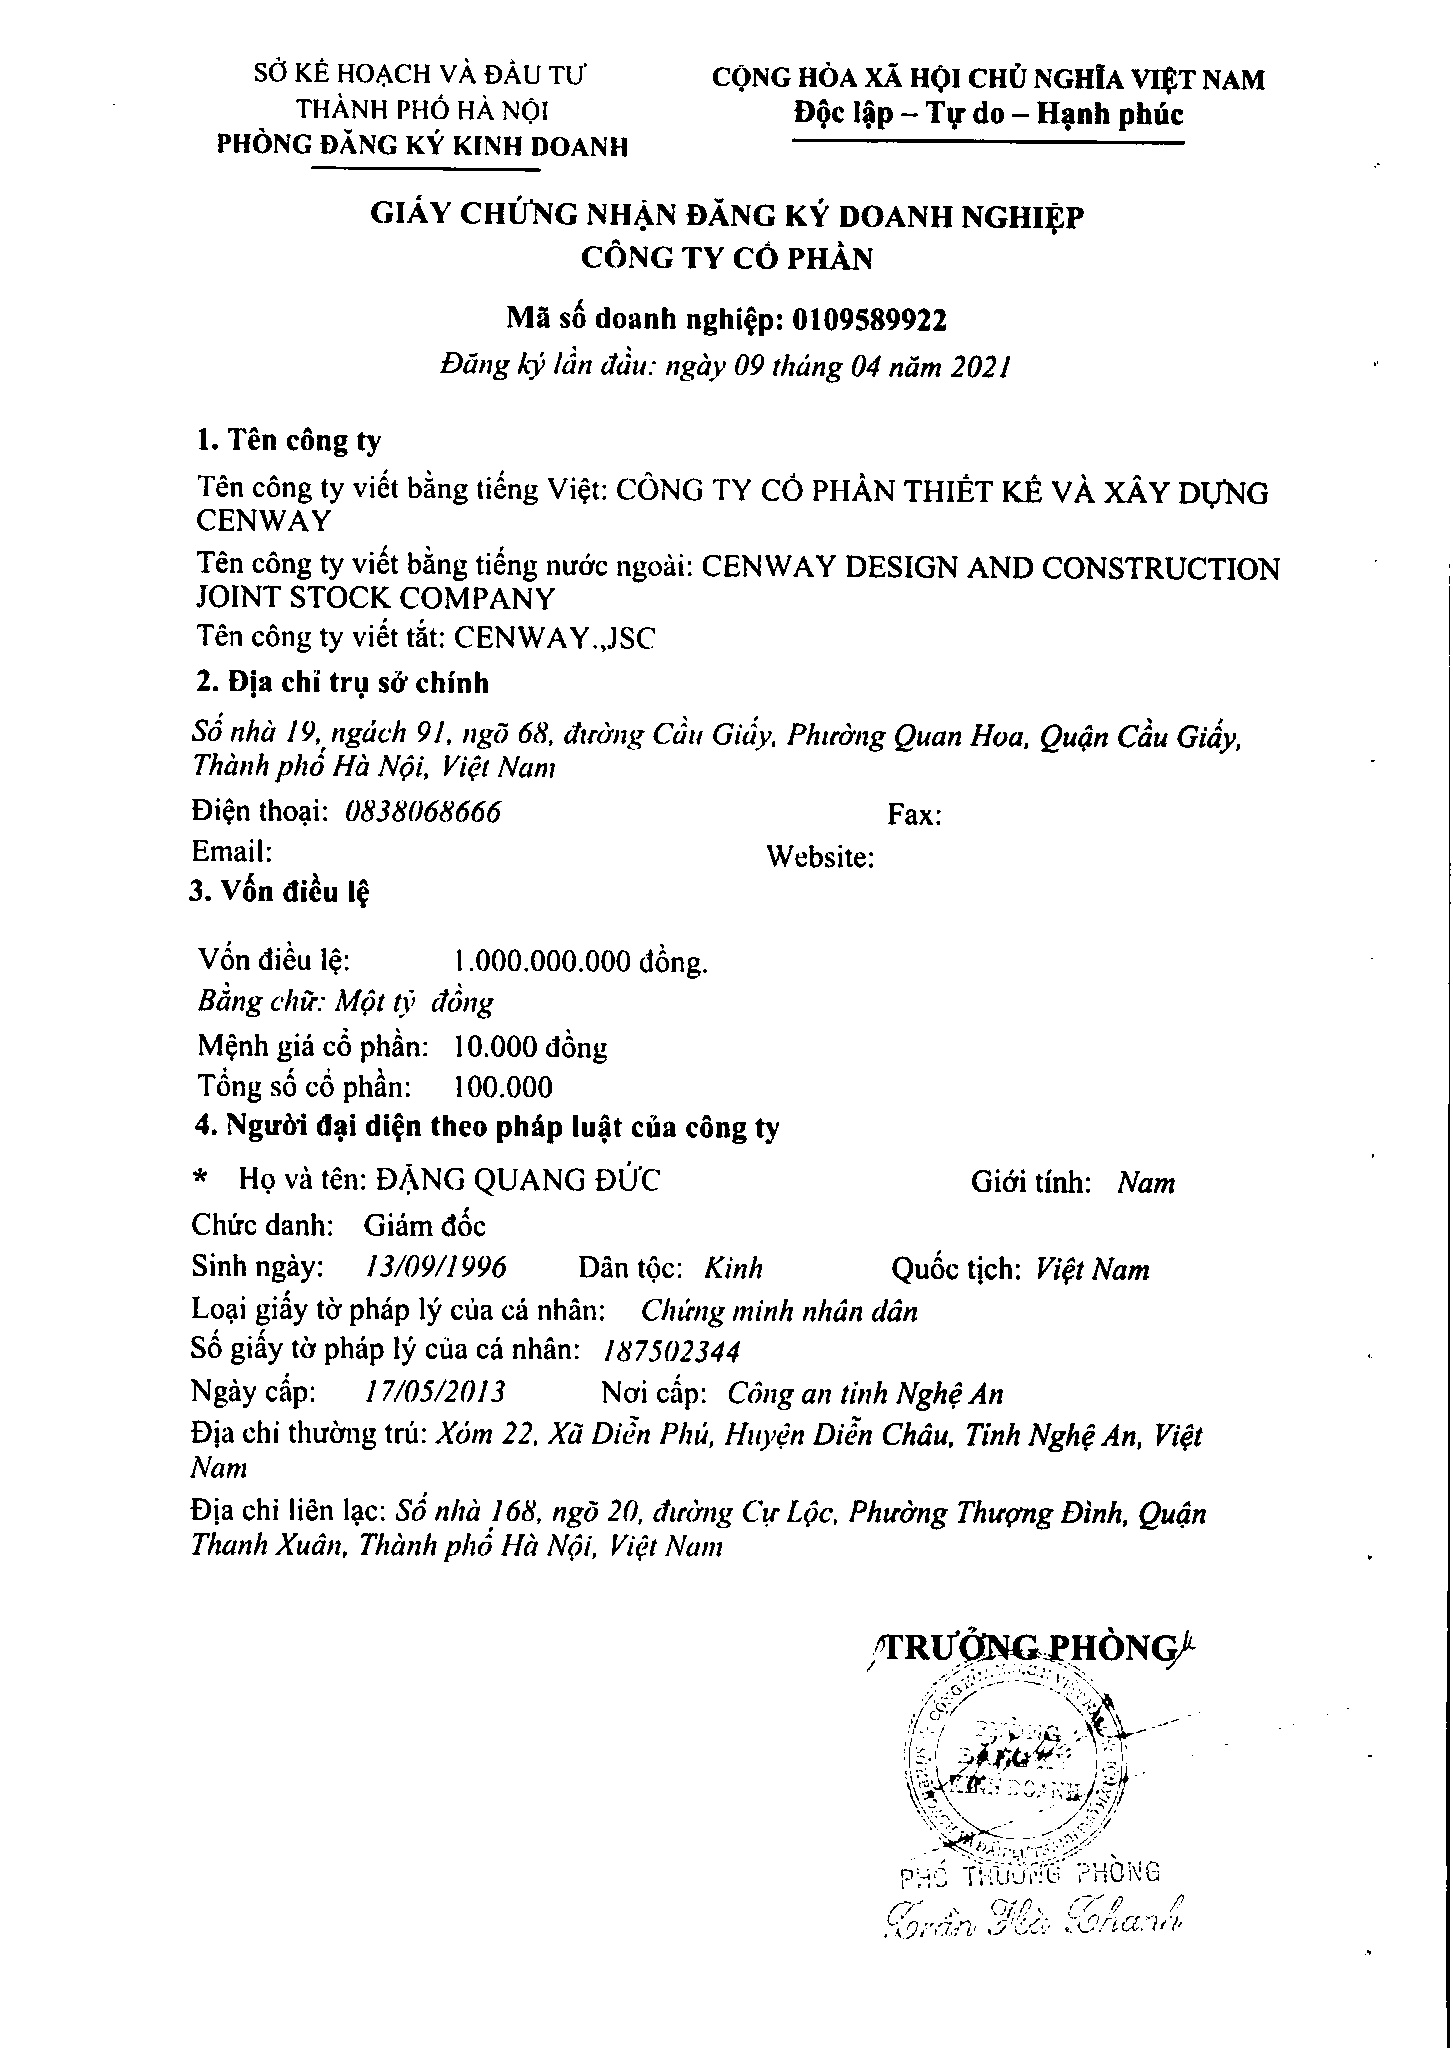 SỞ KẾ HOẠCH VÀ ĐẦU TƯ
THÀNH PHỐ HÀ NỘI
PHÒNG ĐĂNG KÝ KINH DOANH
CỘNG HÒA XÃ HỘI CHỦ NGHĨA VIỆT NAM
Độc lập – Tự do – Hạnh phúc
GIẤY CHỨNG NHẬN ĐĂNG KÝ DOANH NGHIỆP
CÔNG TY CỔ PHẦN
Mã số doanh nghiệp: 0109589922
Đăng ký lần đầu: ngày 09 tháng 04 năm 2021
1. Tên công ty
Tên công ty viết bằng tiếng Việt: CÔNG TY CỔ PHẦN THIẾT KẾ VÀ XÂY DỰNG
CENWAY
Tên công ty viết bằng tiếng nước ngoài: CENWAY DESIGN AND CONSTRUCTION
JOINT STOCK COMPANY
Tên công ty viết tắt: CENWAY.,JSC
2. Địa chỉ trụ sở chính
Số nhà 19, ngách 91, ngõ 68, đường Cầu Giấy, Phường Quan Hoa, Quận Cầu Giấy,
Thành phố Hà Nội, Việt Nam
Điện thoại: 0838068666 Fax:
Email: Website:
3. Vốn điều lệ
Vốn điều lệ: 1.000.000.000 đồng.
Bằng chữ: Một tỷ đồng
Mệnh giá cổ phần: 10.000 đồng
Tổng số cổ phần: 100.000
4. Người đại diện theo pháp luật của công ty
* Họ và tên: ĐẶNG QUANG ĐỨC Giới tính: Nam
Chức danh: Giám đốc
Sinh ngày: 13/09/1996 Dân tộc: Kinh Quốc tịch: Việt Nam
Loại giấy tờ pháp lý của cá nhân: Chứng minh nhân dân
Số giấy tờ pháp lý của cá nhân: 187502344
Ngày cấp: 17/05/2013 Nơi cấp: Công an tỉnh Nghệ An
Địa chỉ thường trú: Xóm 22, Xã Diễn Phú, Huyện Diễn Châu, Tỉnh Nghệ An, Việt
Nam
Địa chỉ liên lạc: Số nhà 168, ngõ 20, đường Cự Lộc, Phường Thượng Đình, Quận
Thanh Xuân, Thành phố Hà Nội, Việt Nam
TRƯỞNG PHÒNG
PHÒNG
ĐĂNG KÝ
KINH DOANH
PHÓ TRƯỞNG PHÒNG
Trần Hà Thanh